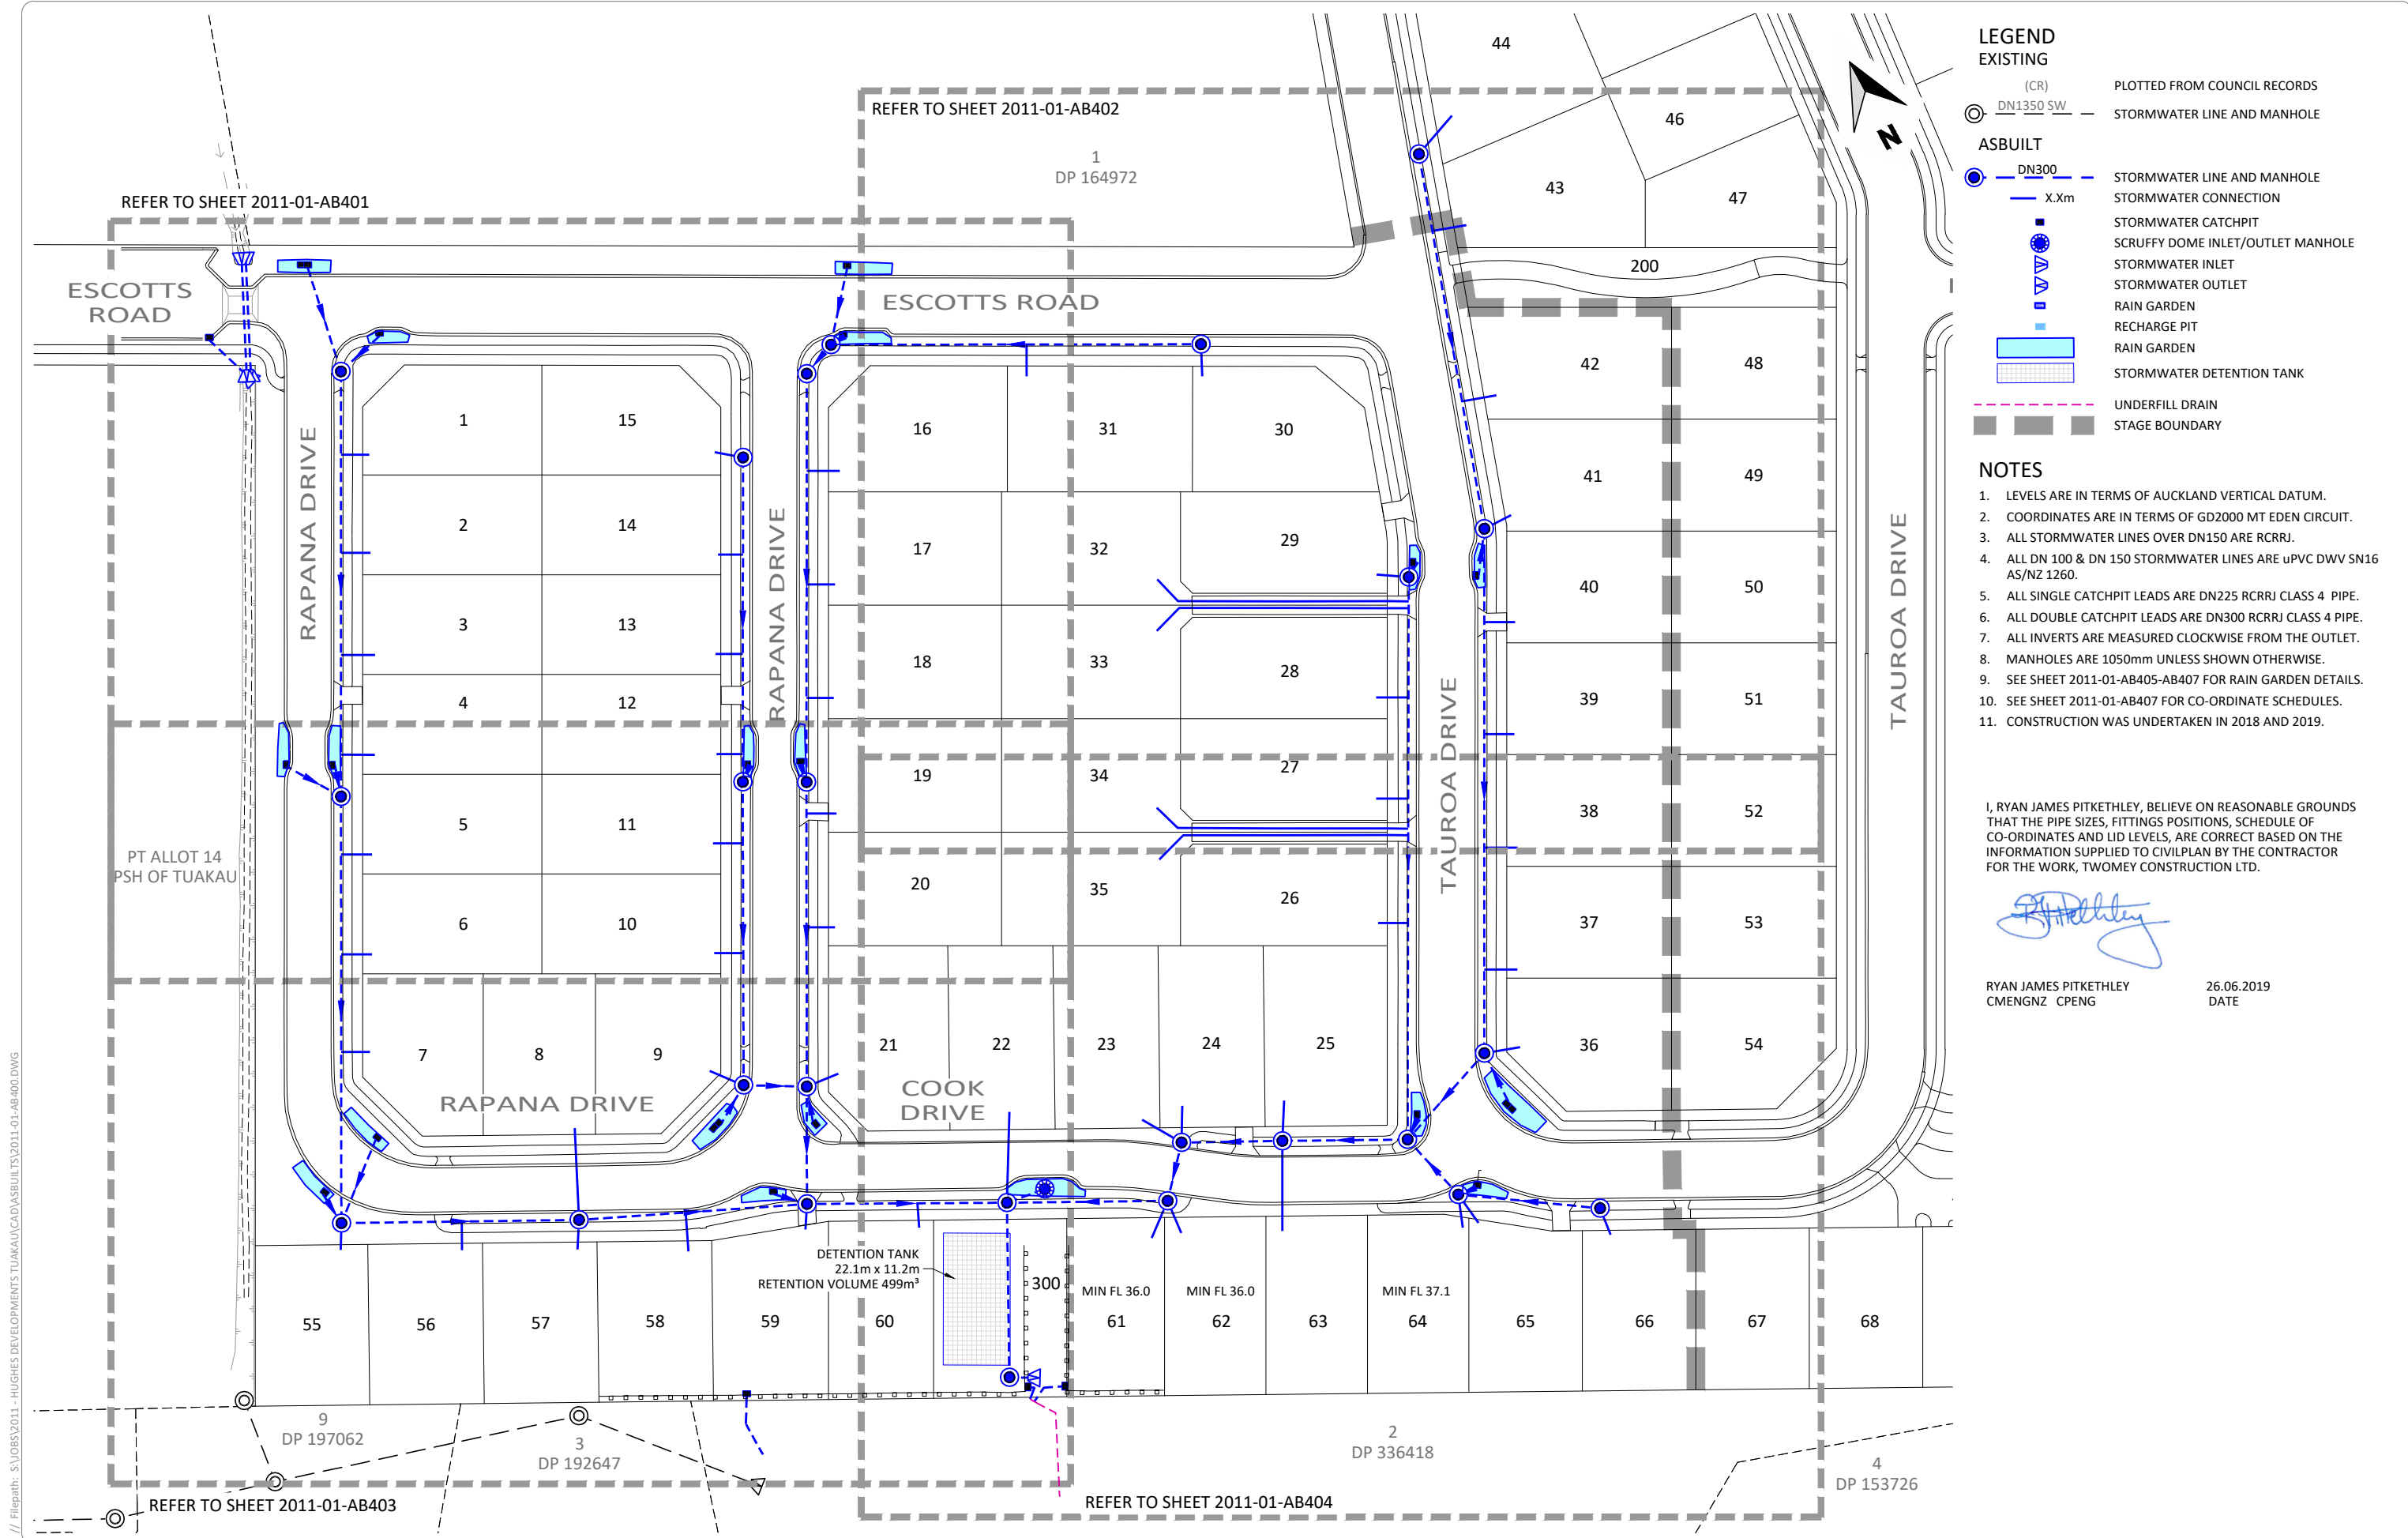 REFER TO SHEET 2011-01-AB402
1
DP 164972
REFER TO SHEET 2011-01-AB401
ESCOTTS
ROAD
ESCOTTS ROAD
44
46
43
47
200
RAPANA DRIVE
RAPANA DRIVE
TAUROA DRIVE
TAUROA DRIVE
1
15
2
14
3
13
4
12
5
11
6
10
7
8
9
RAPANA DRIVE
16
31
30
17
32
29
18
33
28
19
34
27
20
35
26
21
22
23
24
25
COOK
DRIVE
42
48
41
49
40
50
39
51
38
52
37
53
36
54
PT ALLOT 14
PSH OF TUAKAU
DETENTION TANK
22.1m x 11.2m
RETENTION VOLUME 499m³
300
MIN FL 36.0
MIN FL 36.0
MIN FL 37.1
55
56
57
58
59
60
61
62
63
64
65
66
67
68
9
DP 197062
3
DP 192647
2
DP 336418
4
DP 153726
REFER TO SHEET 2011-01-AB403
REFER TO SHEET 2011-01-AB404
// Filepath: S:\JOBS\2011 - HUGHES DEVELOPMENTS TUAKAU\CAD\ASBUILTS\2011-01-AB400.DWG
N
LEGEND
EXISTING
(CR)
PLOTTED FROM COUNCIL RECORDS
DN1350 SW
STORMWATER LINE AND MANHOLE
ASBUILT
DN300
STORMWATER LINE AND MANHOLE
X.Xm
STORMWATER CONNECTION
STORMWATER CATCHPIT
SCRUFFY DOME INLET/OUTLET MANHOLE
STORMWATER INLET
STORMWATER OUTLET
RAIN GARDEN
RECHARGE PIT
RAIN GARDEN
STORMWATER DETENTION TANK
UNDERFILL DRAIN
STAGE BOUNDARY
NOTES
1. LEVELS ARE IN TERMS OF AUCKLAND VERTICAL DATUM.
2. COORDINATES ARE IN TERMS OF GD2000 MT EDEN CIRCUIT.
3. ALL STORMWATER LINES OVER DN150 ARE RCRRJ.
4. ALL DN 100 & DN 150 STORMWATER LINES ARE uPVC DWV SN16
AS/NZ 1260.
5. ALL SINGLE CATCHPIT LEADS ARE DN225 RCRRJ CLASS 4 PIPE.
6. ALL DOUBLE CATCHPIT LEADS ARE DN300 RCRRJ CLASS 4 PIPE.
7. ALL INVERTS ARE MEASURED CLOCKWISE FROM THE OUTLET.
8. MANHOLES ARE 1050mm UNLESS SHOWN OTHERWISE.
9. SEE SHEET 2011-01-AB405-AB407 FOR RAIN GARDEN DETAILS.
10. SEE SHEET 2011-01-AB407 FOR CO-ORDINATE SCHEDULES.
11. CONSTRUCTION WAS UNDERTAKEN IN 2018 AND 2019.
I, RYAN JAMES PITKETHLEY, BELIEVE ON REASONABLE GROUNDS
THAT THE PIPE SIZES, FITTINGS POSITIONS, SCHEDULE OF
CO-ORDINATES AND LID LEVELS, ARE CORRECT BASED ON THE
INFORMATION SUPPLIED TO CIVILPLAN BY THE CONTRACTOR
FOR THE WORK, TWOMEY CONSTRUCTION LTD.
RYAN JAMES PITKETHLEY
26.06.2019
CMENGNZ CPENG
DATE